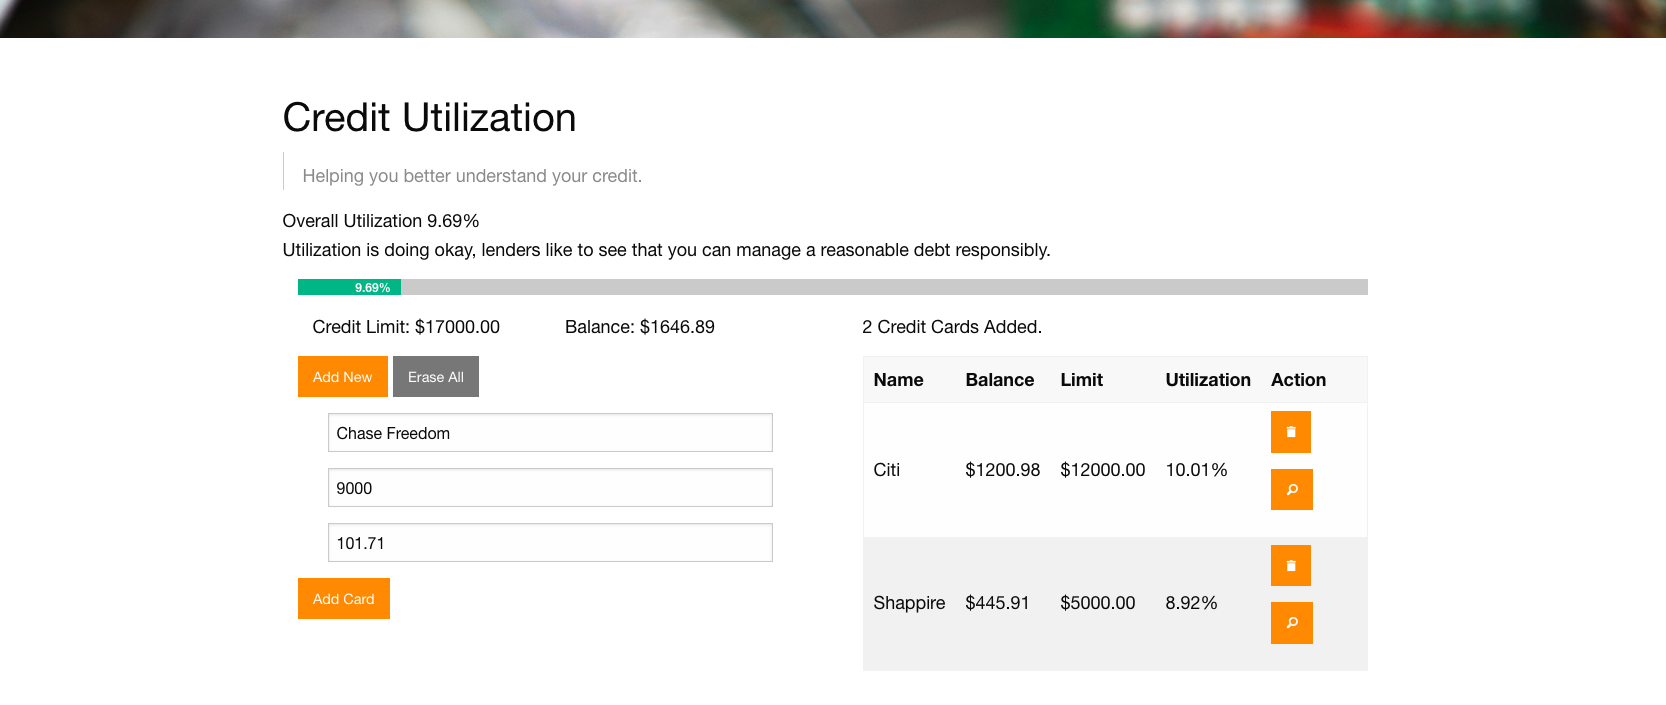 Credit Utilization
Helping you better understand your credit.
Overall Utilization 9.69%
Utilization is doing okay, lenders like to see that you can manage a reasonable debt responsibly.
9.69%
Credit Limit: $17000.00 Balance: $1646.89
Add New Erase All
Chase Freedom
9000
101.71
Add Card
2 Credit Cards Added.
Name Balance Limit Utilization Action
Citi $1200.98 $12000.00 10.01%
Shappire $445.91 $5000.00 8.92%